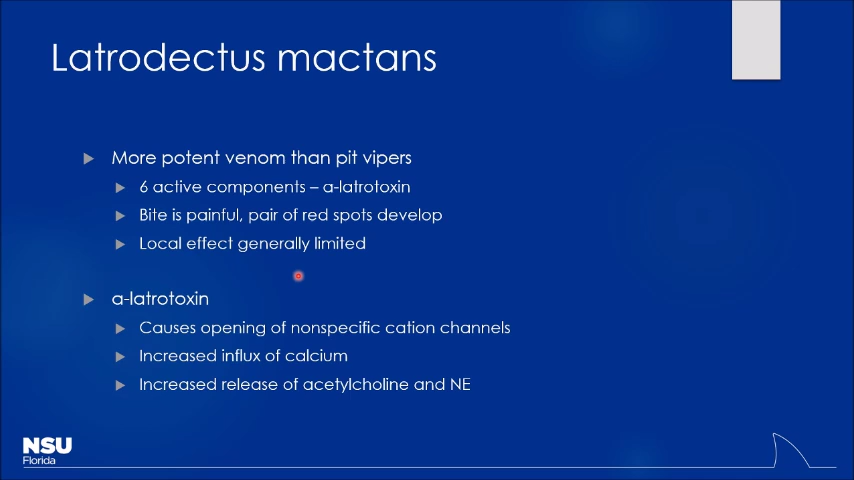 Latrodectus mactans
More potent venom than pit vipers
6 active components – α-latrotoxin
Bite is painful, pair of red spots develop
Local effect generally limited
α-latrotoxin
Causes opening of nonspecific cation channels
Increased influx of calcium
Increased release of acetylcholine and NE
NSU
Florida